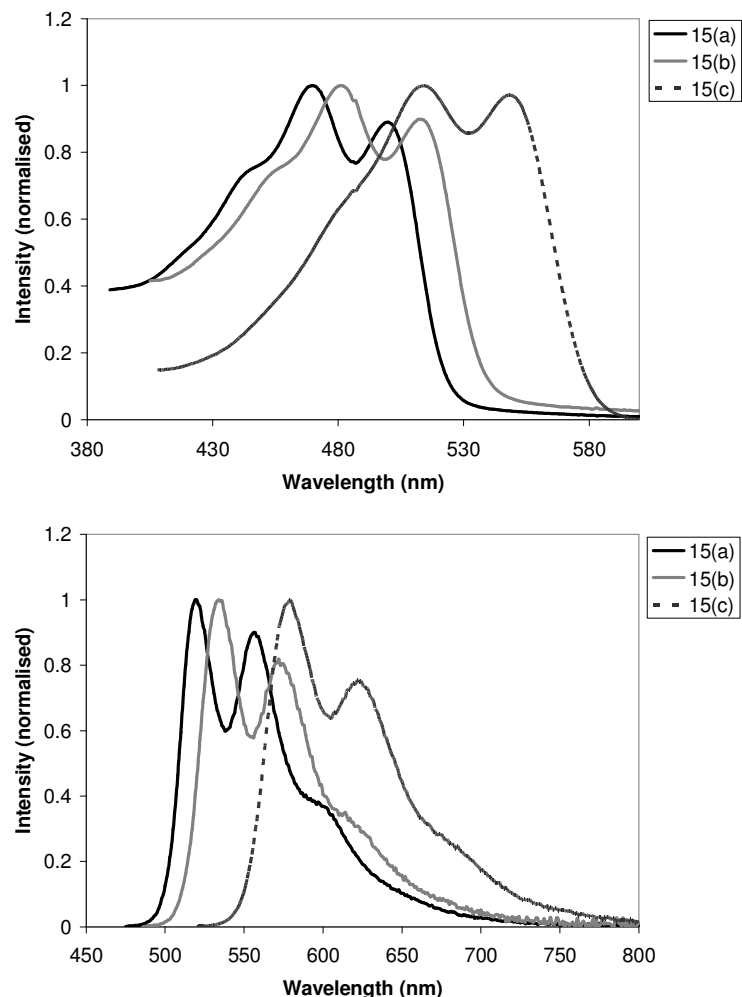 1.2
1
0.8
0.6
0.4
0.2
0
Intensity (normalised)
380 430 480 530 580
Wavelength (nm)
15(a)
15(b)
15(c)
1.2
1
0.8
0.6
0.4
0.2
0
Intensity (normalised)
450 500 550 600 650 700 750 800
Wavelength (nm)
15(a)
15(b)
15(c)